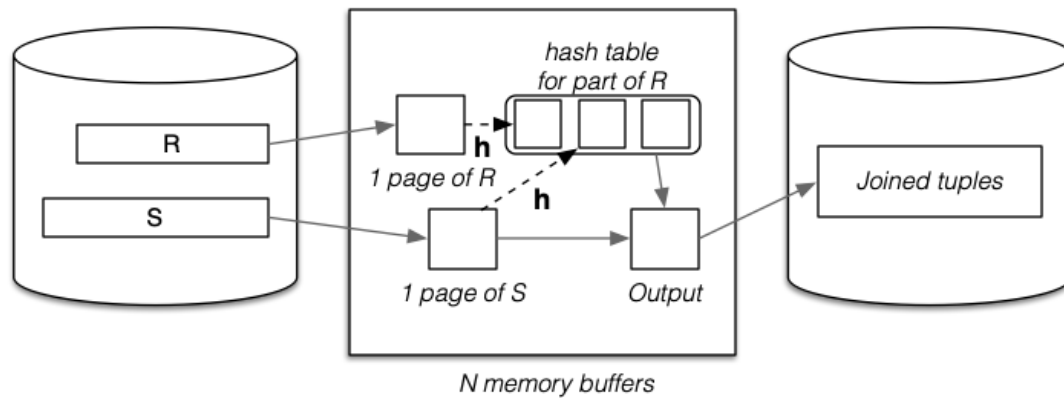 hash table
for part of R
R
h
1 page of R
h
Joined tuples
S
1 page of S
Output
N memory buffers